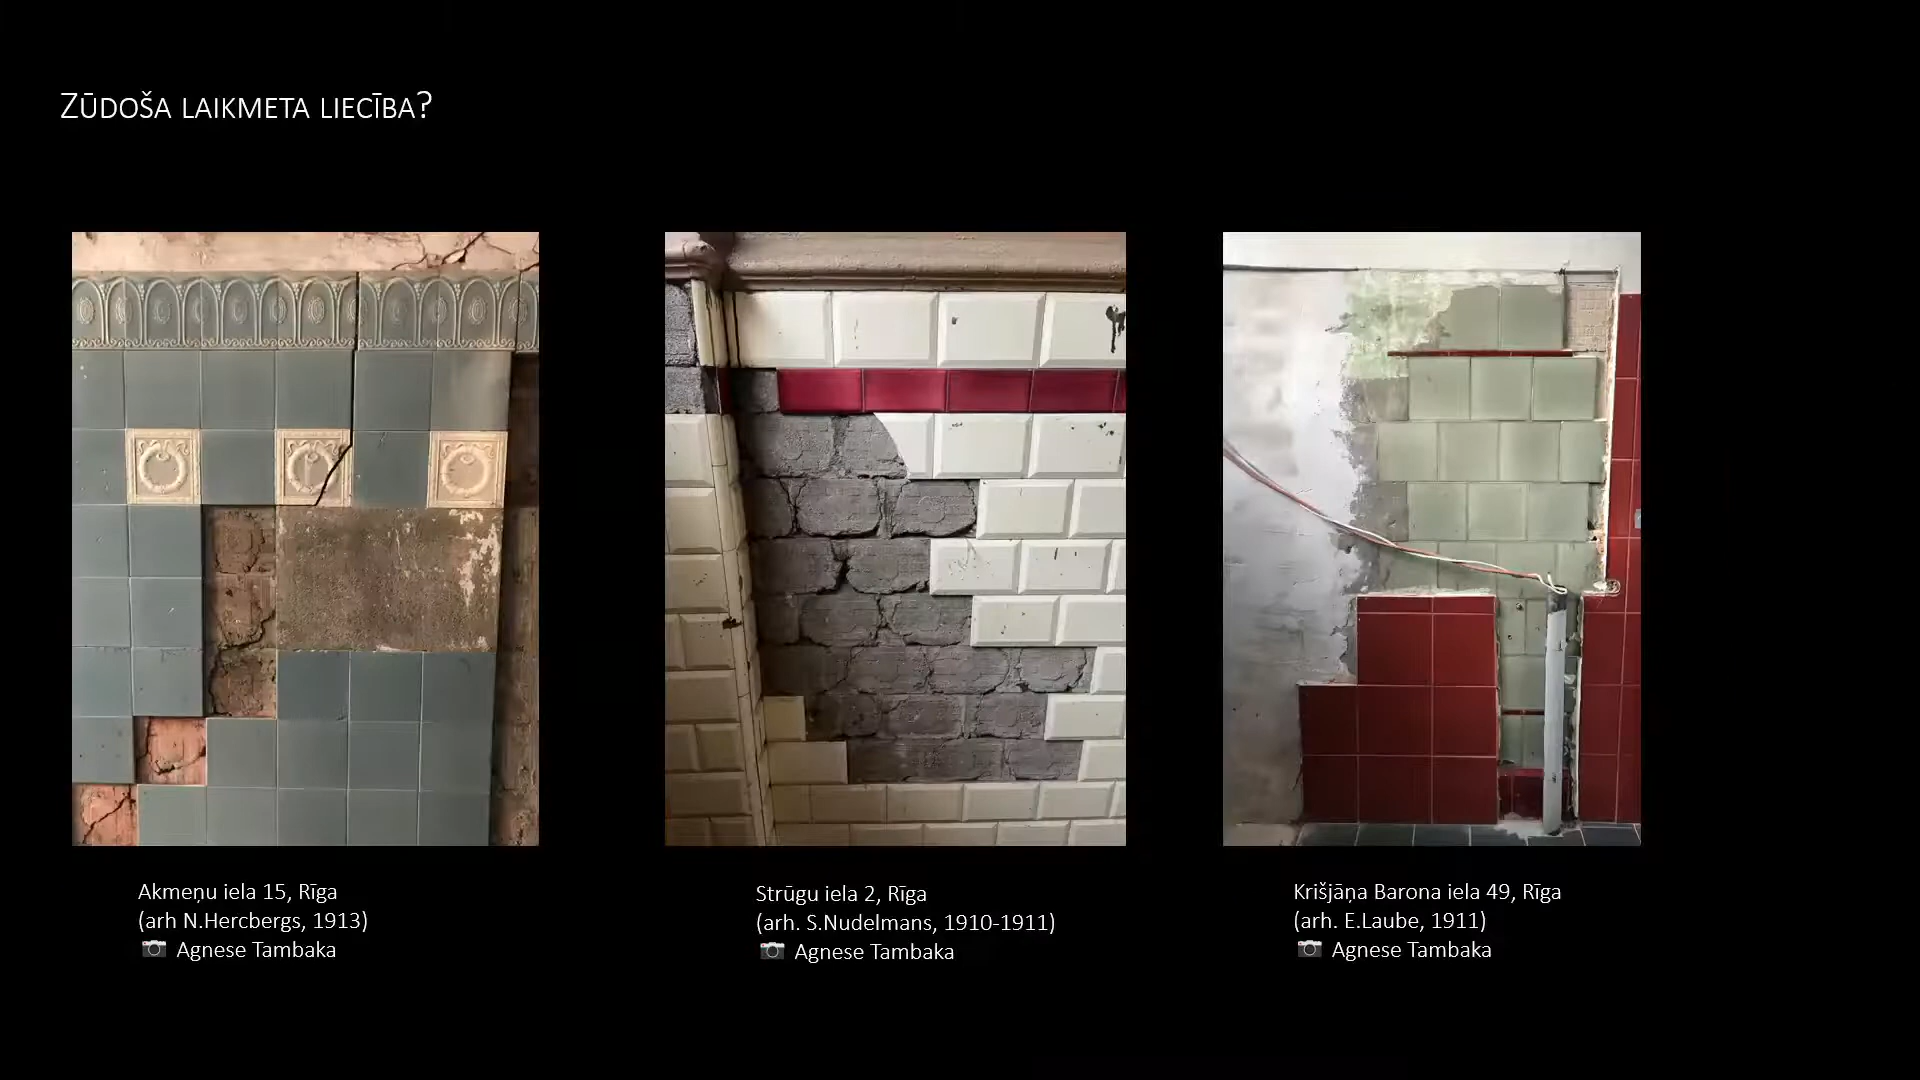 Zūdoša laikmeta liecība?
Akmeņu iela 15, Rīga
(arh N.Hercbergs, 1913)
Agnese Tambaka
Strūgu iela 2, Rīga
(arh. S.Nudelmans, 1910-1911)
Agnese Tambaka
Krišjāņa Barona iela 49, Rīga
(arh. E.Laube, 1911)
Agnese Tambaka